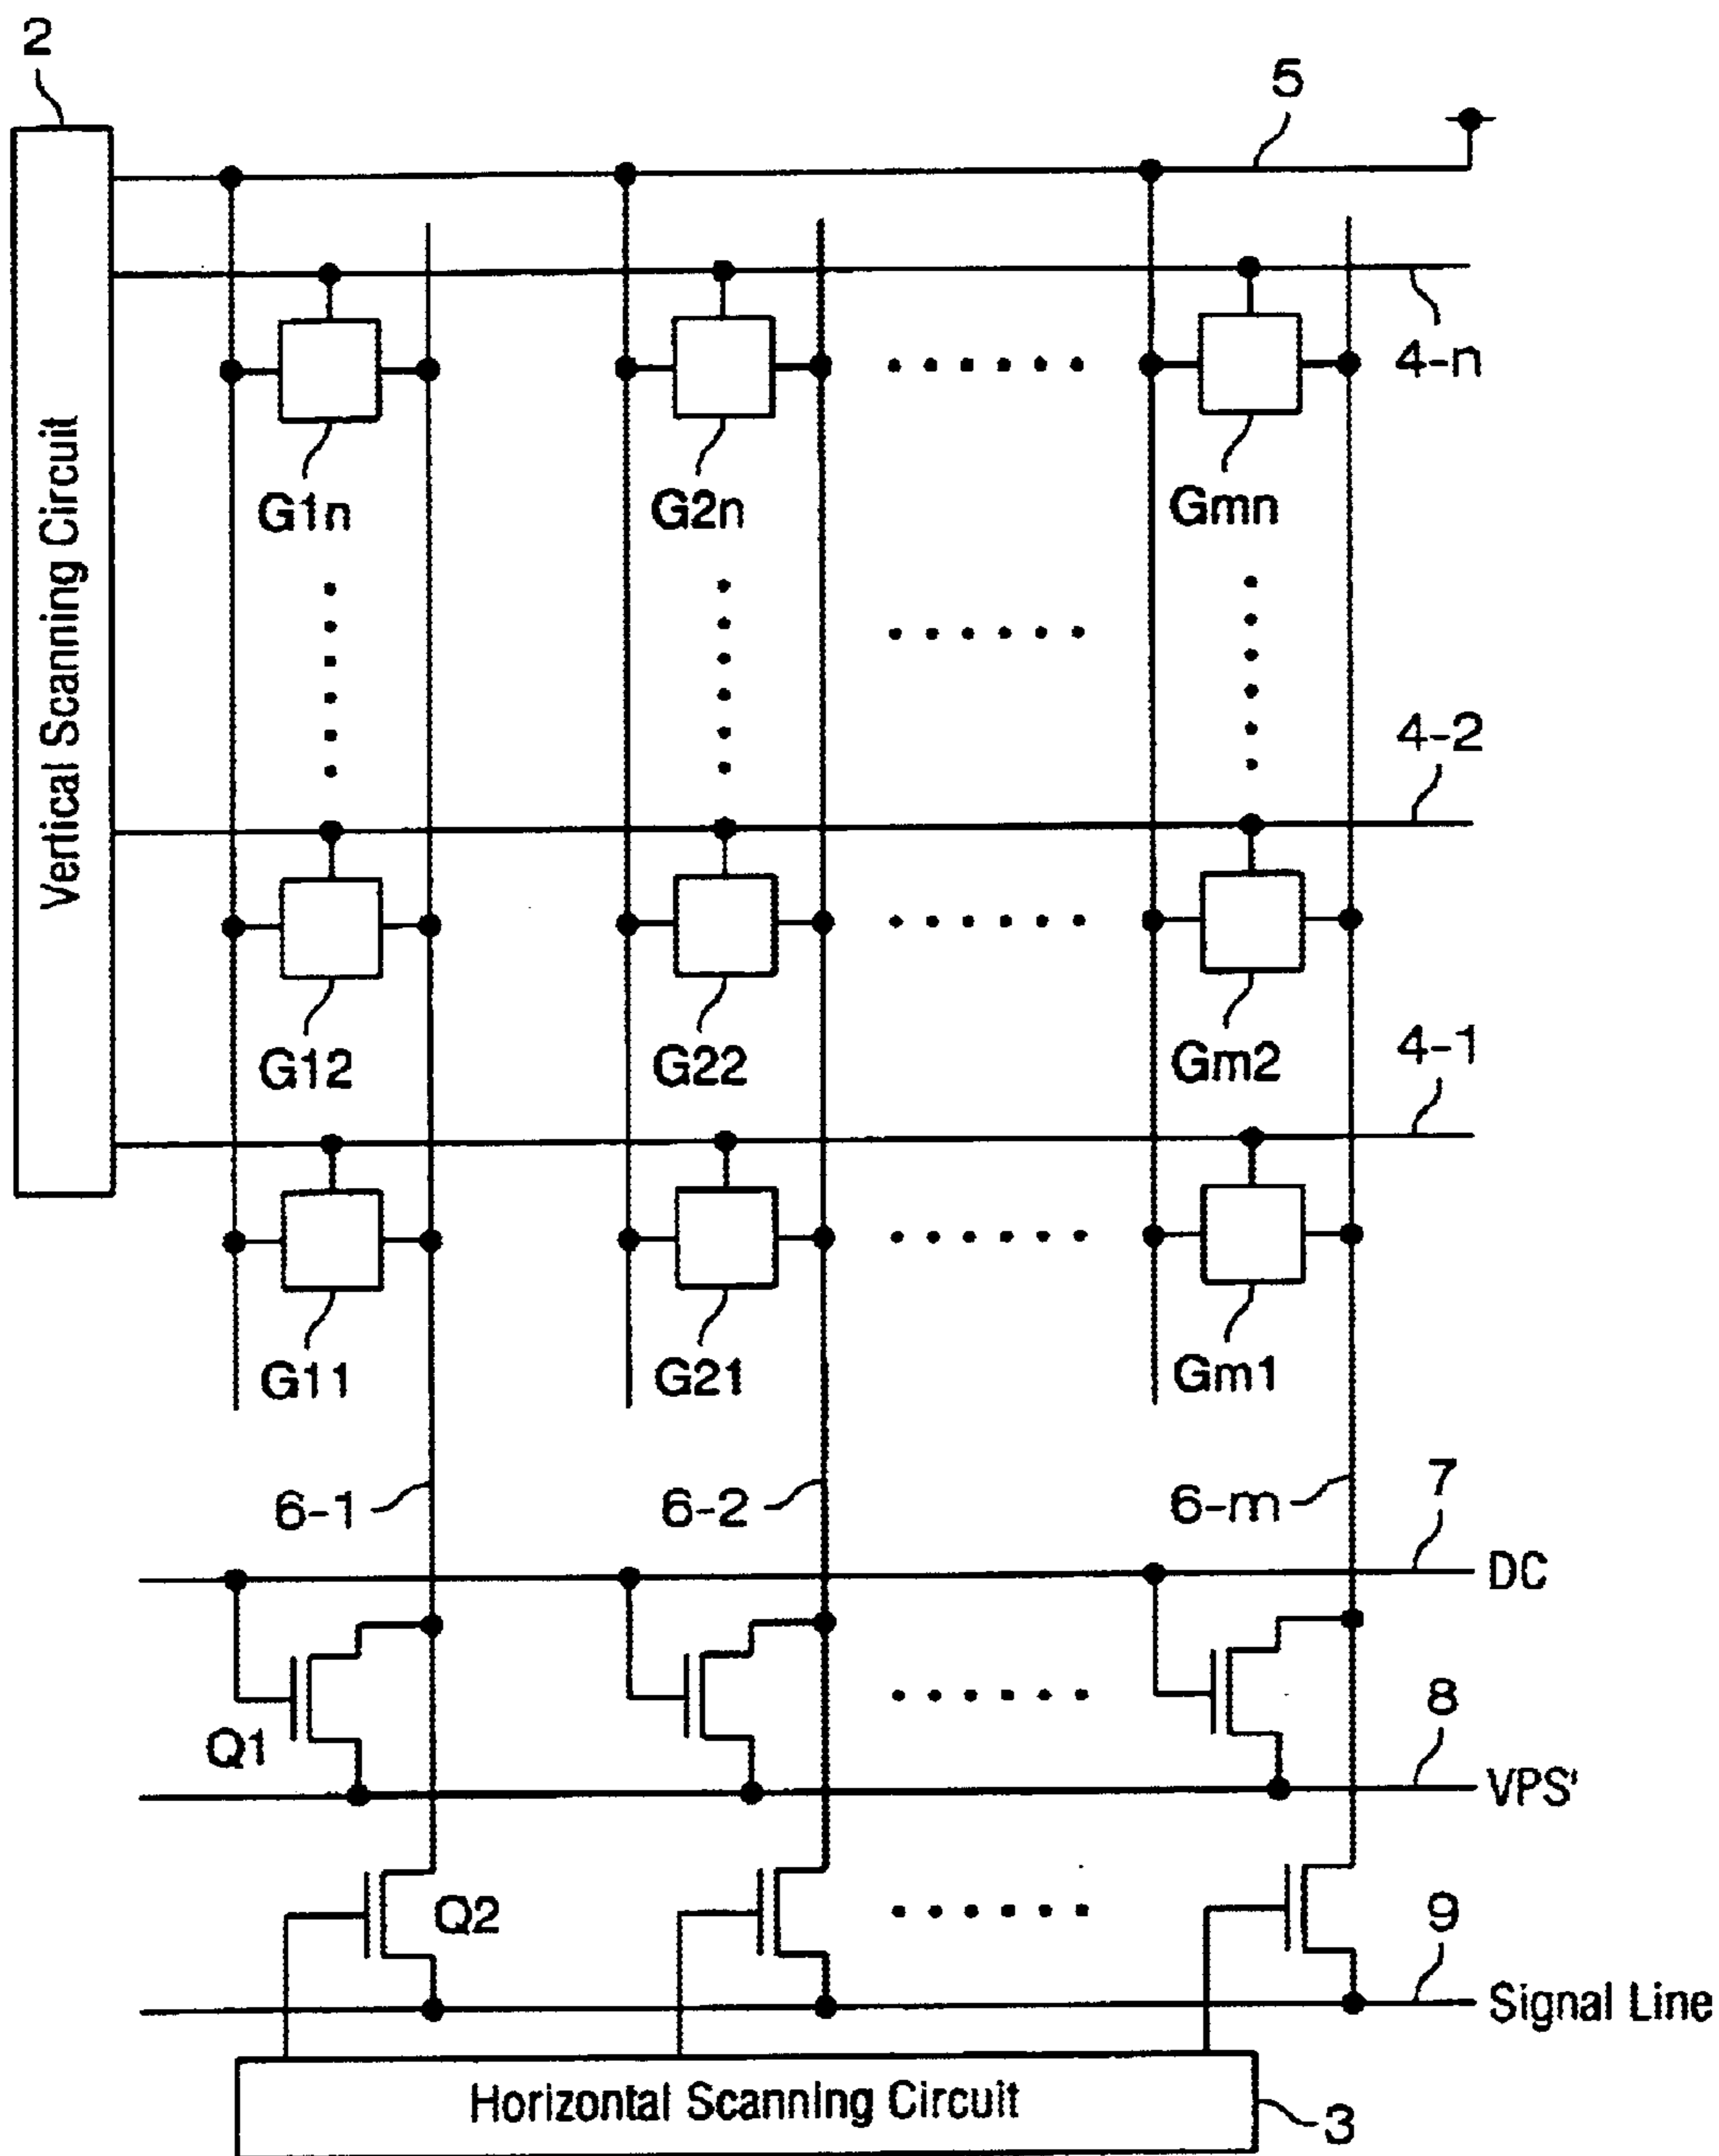 2
5
4-n
G1n
G2n
Gmn
Vertical Scanning Circuit
4-2
G12
G22
Gm2
4-1
G11
G21
Gm1
6-1
6-2
6-m
7
DC
Q1
8
VPS'
Q2
9
Signal Line
Horizontal Scanning Circuit
3